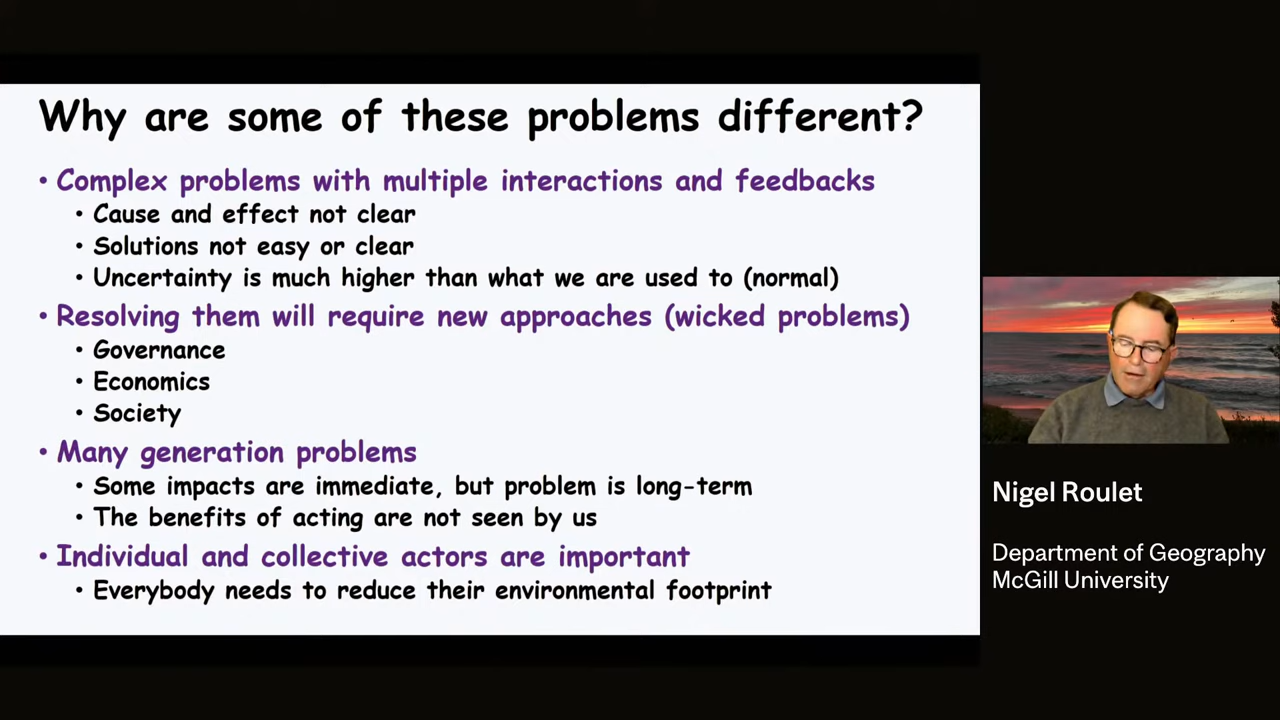 Why are some of these problems different?
• Complex problems with multiple interactions and feedbacks
• Cause and effect not clear
• Solutions not easy or clear
• Uncertainty is much higher than what we are used to (normal)
• Resolving them will require new approaches (wicked problems)
• Governance
• Economics
• Society
• Many generation problems
• Some impacts are immediate, but problem is long-term
• The benefits of acting are not seen by us
• Individual and collective actors are important
• Everybody needs to reduce their environmental footprint
Nigel Roulet
Department of Geography
McGill University